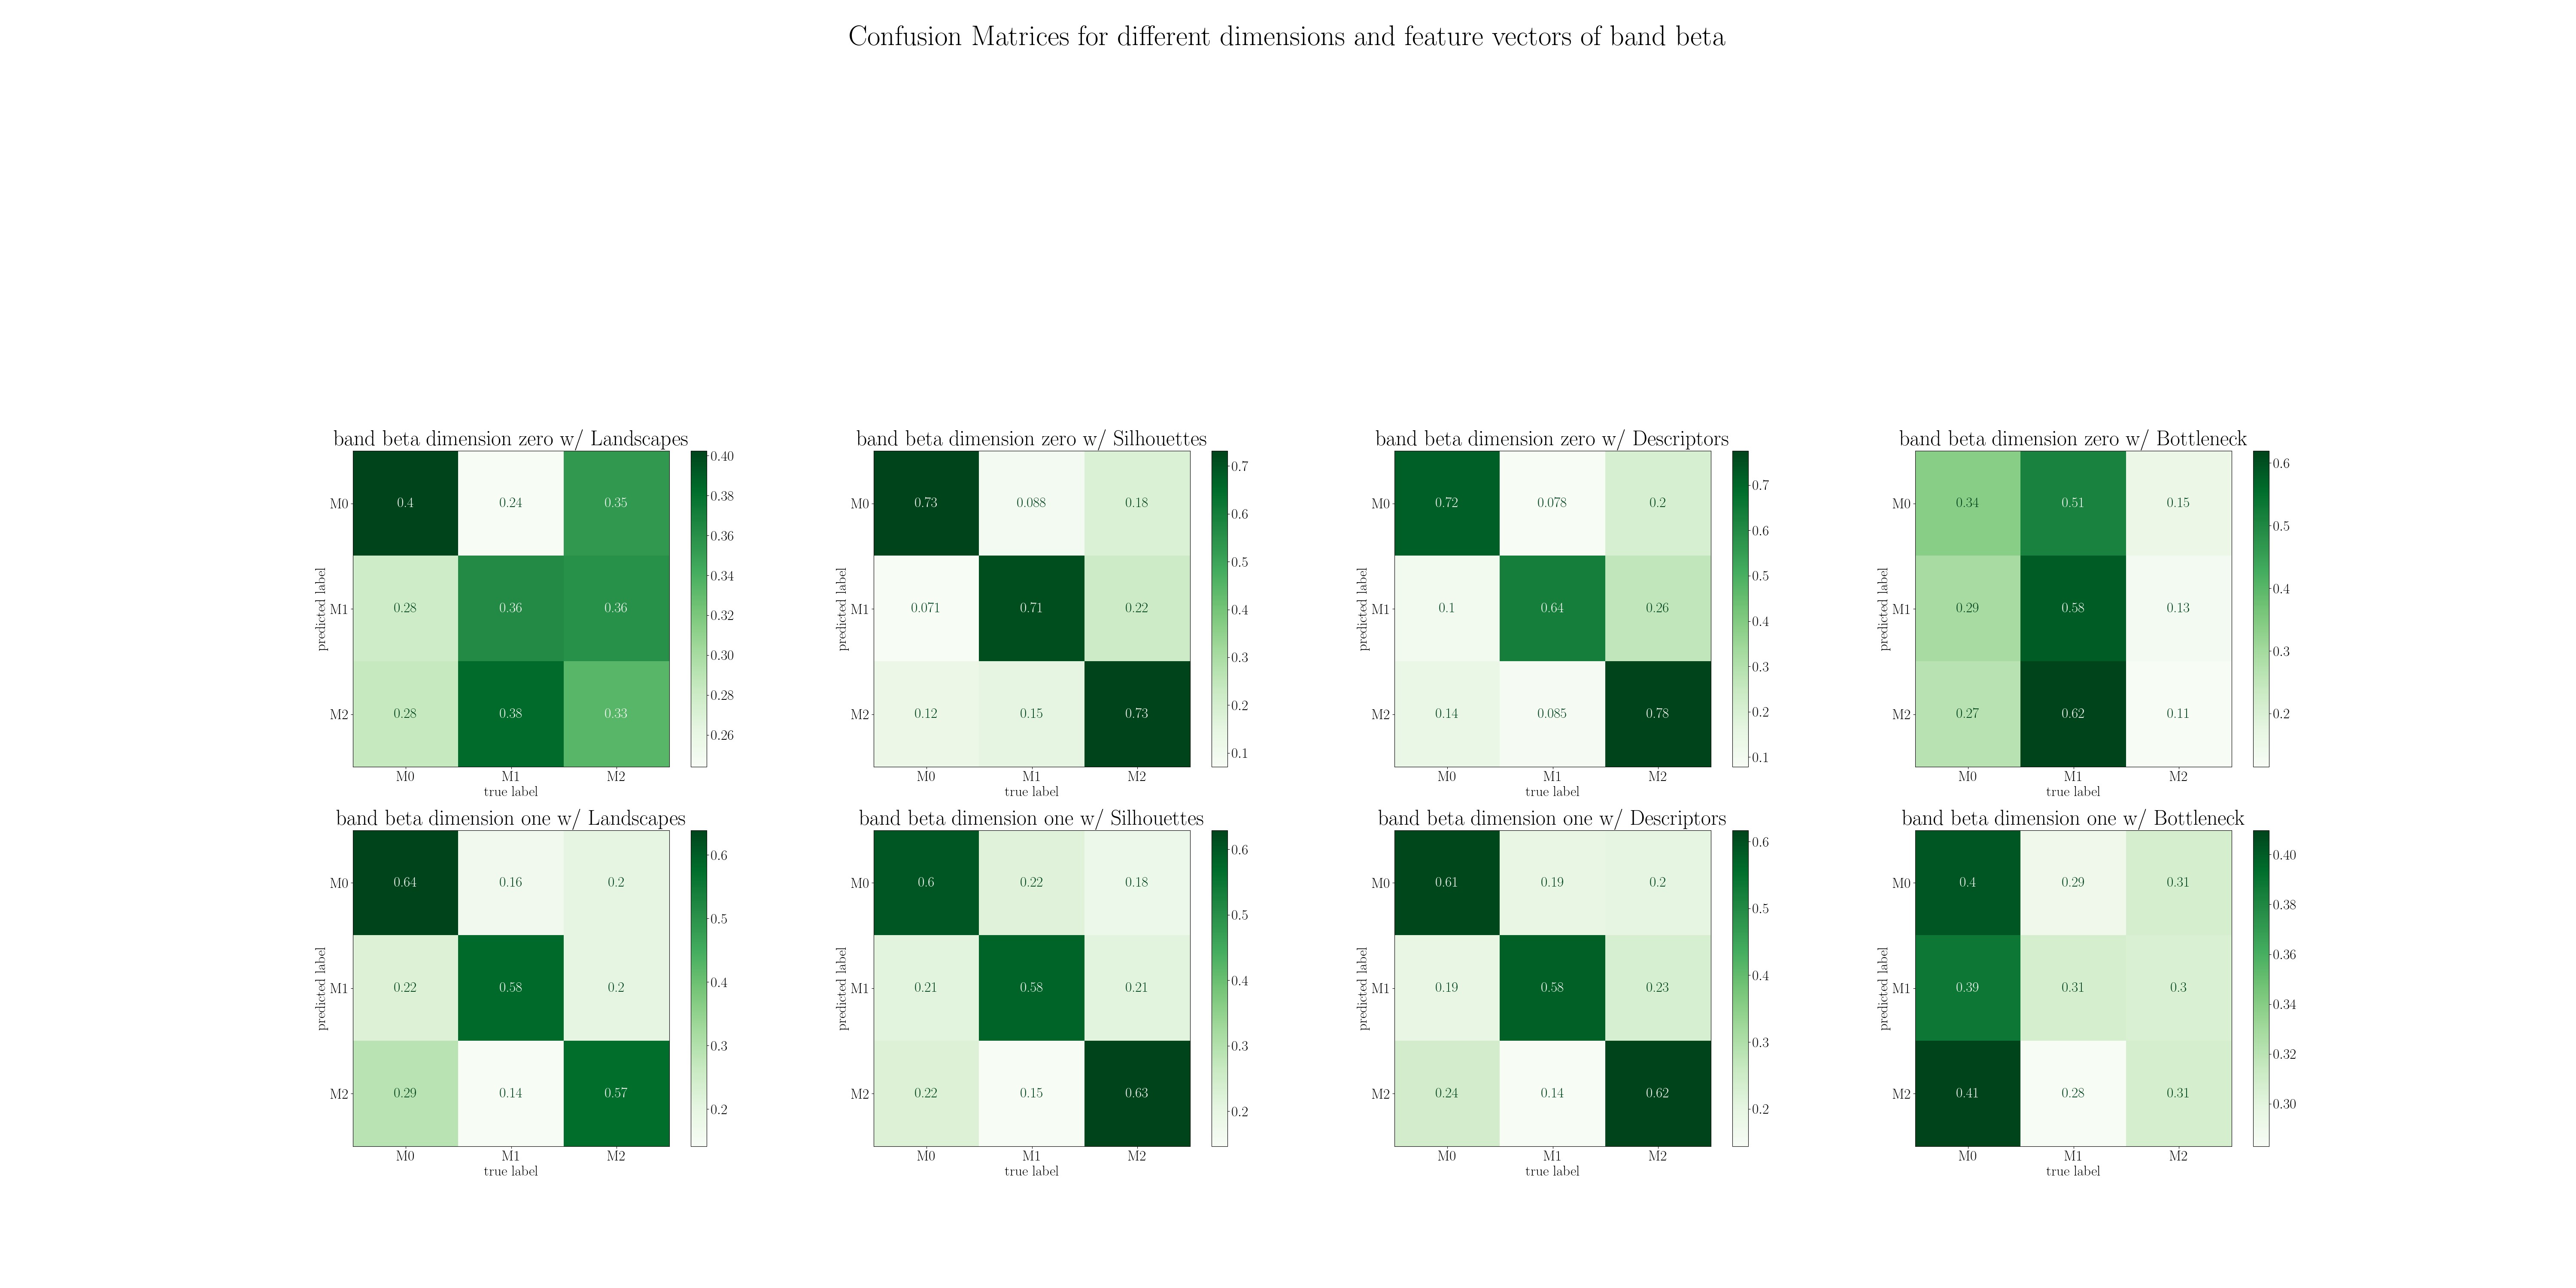 Confusion Matrices for different dimensions and feature vectors of band beta
band beta dimension zero w/ Landscapes
M0 0.4 0.24 0.35
M1 0.28 0.36 0.36
M2 0.28 0.38 0.33
M0 M1 M2
true label
predicted label
0.40
0.38
0.36
0.34
0.32
0.30
0.28
0.26
band beta dimension zero w/ Silhouettes
M0 0.73 0.088 0.18
M1 0.071 0.71 0.22
M2 0.12 0.15 0.73
M0 M1 M2
true label
predicted label
0.7
0.6
0.5
0.4
0.3
0.2
0.1
band beta dimension zero w/ Descriptors
M0 0.72 0.078 0.2
M1 0.1 0.64 0.26
M2 0.14 0.085 0.78
M0 M1 M2
true label
predicted label
0.7
0.6
0.5
0.4
0.3
0.2
0.1
band beta dimension zero w/ Bottleneck
M0 0.34 0.51 0.15
M1 0.29 0.58 0.13
M2 0.27 0.62 0.11
M0 M1 M2
true label
predicted label
0.6
0.5
0.4
0.3
0.2
band beta dimension one w/ Landscapes
M0 0.64 0.16 0.2
M1 0.22 0.58 0.2
M2 0.29 0.14 0.57
M0 M1 M2
true label
predicted label
0.6
0.5
0.4
0.3
0.2
band beta dimension one w/ Silhouettes
M0 0.6 0.22 0.18
M1 0.21 0.58 0.21
M2 0.22 0.15 0.63
M0 M1 M2
true label
predicted label
0.6
0.5
0.4
0.3
0.2
band beta dimension one w/ Descriptors
M0 0.61 0.19 0.2
M1 0.19 0.58 0.23
M2 0.24 0.14 0.62
M0 M1 M2
true label
predicted label
0.6
0.5
0.4
0.3
0.2
band beta dimension one w/ Bottleneck
M0 0.4 0.29 0.31
M1 0.39 0.31 0.3
M2 0.41 0.28 0.31
M0 M1 M2
true label
predicted label
0.40
0.38
0.36
0.34
0.32
0.30